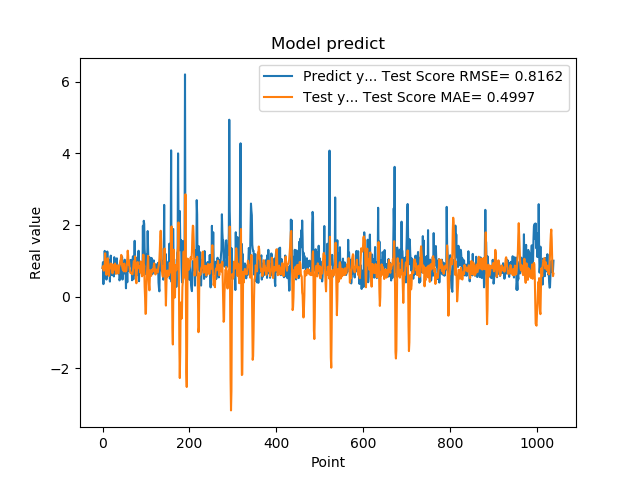 Model predict
Predict y... Test Score RMSE= 0.8162
Test y... Test Score MAE= 0.4997
6
4
2
0
−2
Real value
0 200 400 600 800 1000
Point